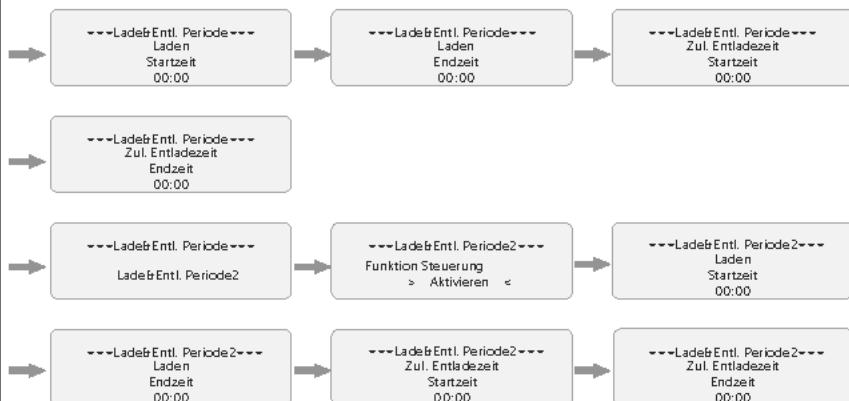 ---Lade&Entl. Periode---
Laden
Startzeit
00:00
---Lade&Entl. Periode---
Laden
Endzeit
00:00
---Lade&Entl. Periode---
Zul. Entladezeit
Startzeit
00:00
---Lade&Entl. Periode---
Zul. Entladezeit
Endzeit
00:00
---Lade&Entl. Periode---
Lade&Entl. Periode2
---Lade&Entl. Periode2---
Funktion Steuerung
> Aktivieren <
---Lade&Entl. Periode2---
Laden
Startzeit
00:00
---Lade&Entl. Periode2---
Laden
Endzeit
00:00
---Lade&Entl. Periode2---
Zul. Entladezeit
Startzeit
00:00
---Lade&Entl. Periode2---
Zul. Entladezeit
Endzeit
00:00